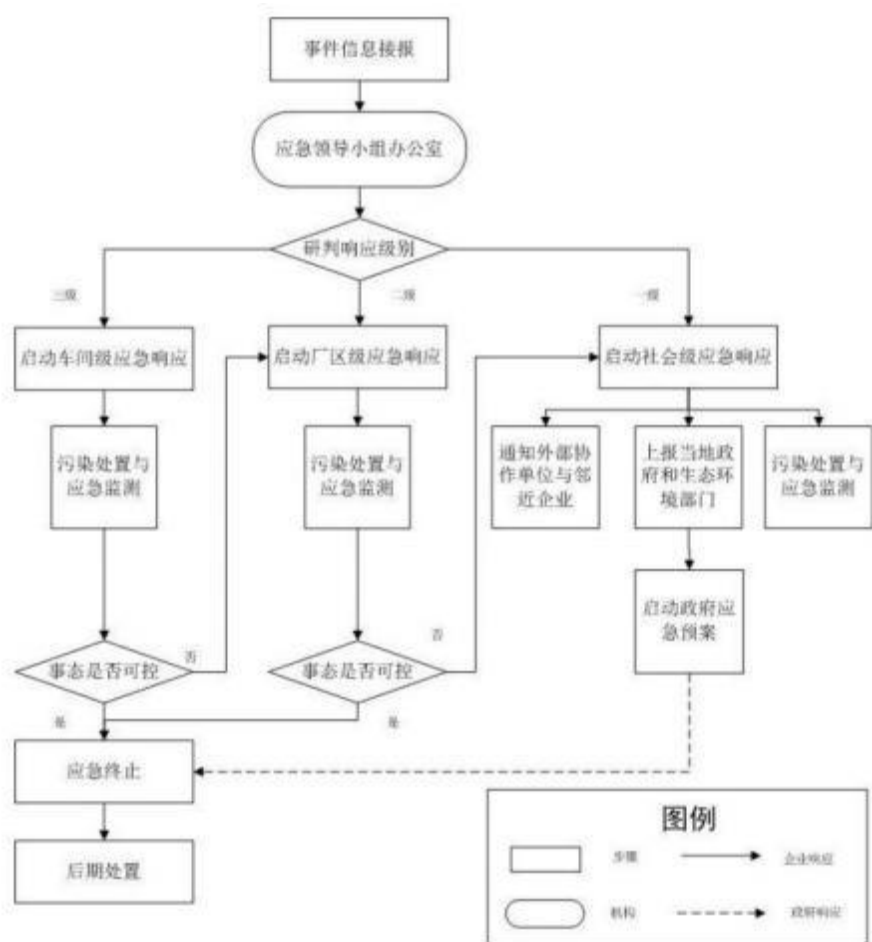 事件信息接报
应急领导小组办公室
研判响应级别
三级
二级
一级
启动车间级应急响应
启动厂区级应急响应
启动社会级应急响应
污染处置与
应急监测
污染处置与
应急监测
通知外部协
作单位与邻
近企业
上报当地政
府和生态环
境部门
污染处置与
应急监测
启动政府应
急预案
事态是否可控
否
事态是否可控
否
是
是
应急终止
后期处置
图例
步骤
企业响应
机构
政府响应